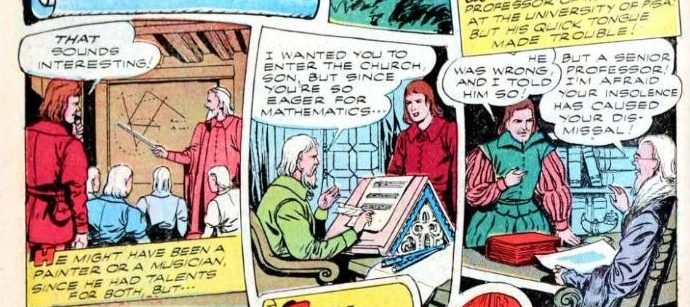 THAT
SOUNDS
INTERESTING!
HE MIGHT HAVE BEEN A
PAINTER OR A MUSICIAN,
SINCE HE HAD TALENTS
FOR BOTH, BUT...
I WANTED YOU TO
ENTER THE CHURCH,
SON, BUT SINCE
YOU'RE SO
EAGER FOR
MATHEMATICS...
PROFESSOR
AT THE UNIVERSITY OF PISA!
BUT HIS QUICK TONGUE
MADE TROUBLE!
HE
WAS WRONG,
AND I TOLD
HIM SO!
BUT A SENIOR
PROFESSOR!
I'M AFRAID
YOUR INSOLENCE
HAS CAUSED
YOUR DIS-
MISSAL!